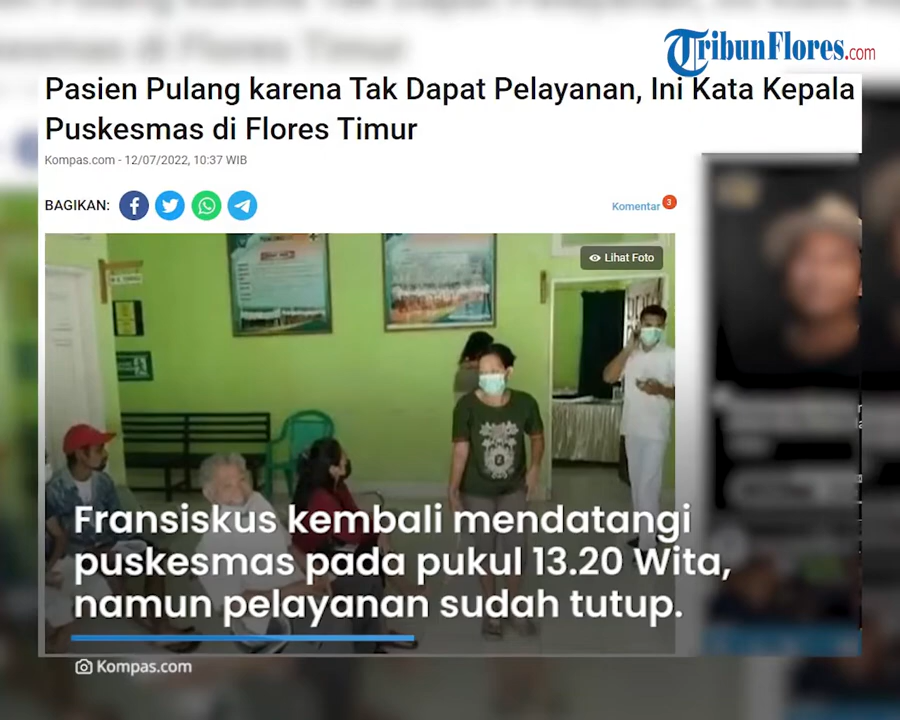 TribunFlores.com
Pasien Pulang karena Tak Dapat Pelayanan, Ini Kata Kepala
Puskesmas di Flores Timur
Kompas.com - 12/07/2022, 10:37 WIB
BAGIKAN:
Komentar 3
Lihat Foto
Fransiskus kembali mendatangi
puskesmas pada pukul 13.20 Wita,
namun pelayanan sudah tutup.
Kompas.com